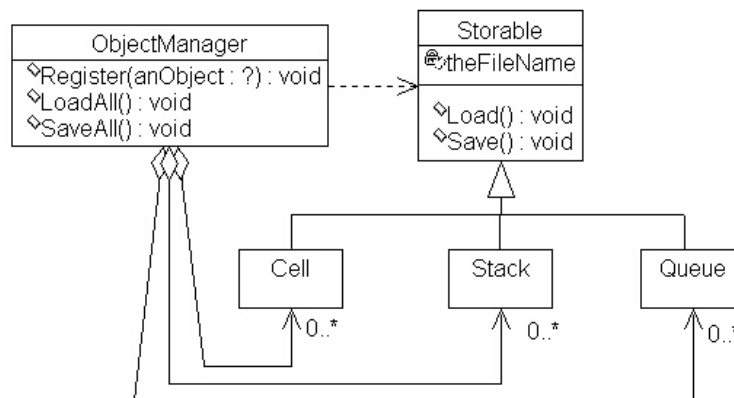 ObjectManager
Register(anObject : ?) : void
LoadAll() : void
SaveAll() : void
Storable
theFileName
Load() : void
Save() : void
Cell
Stack
Queue
0..*
0..*
0..*